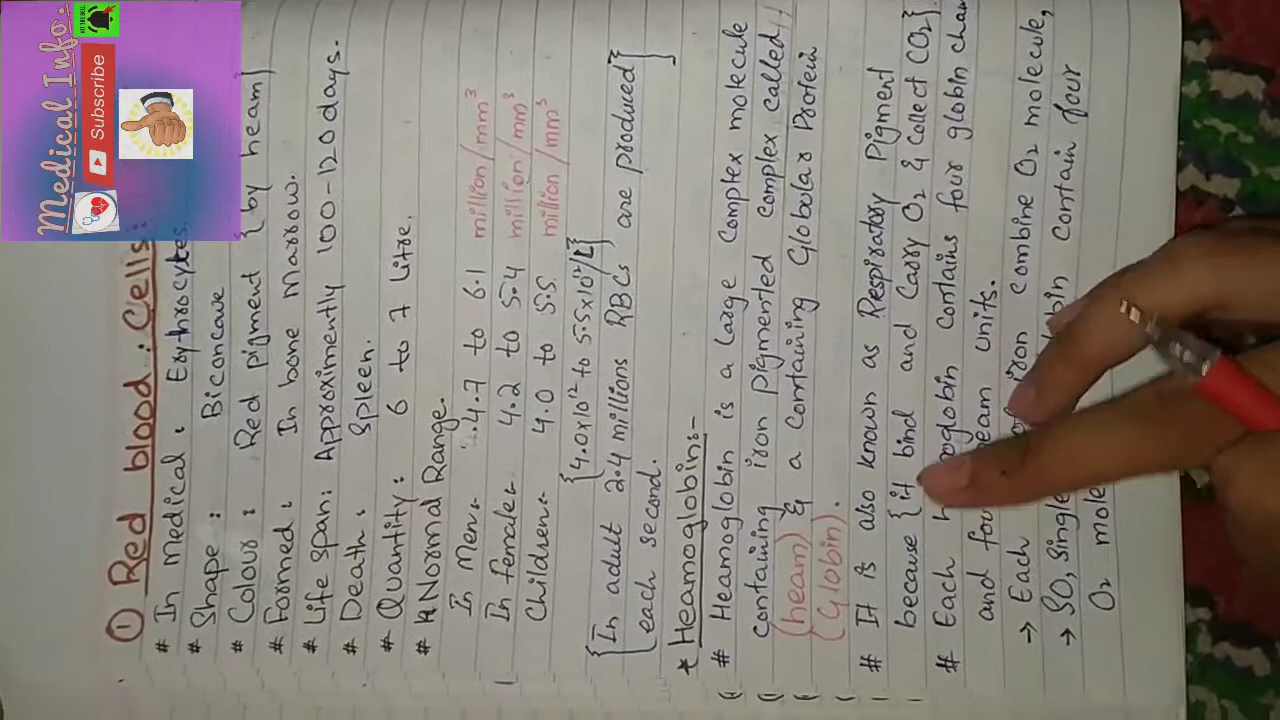 Medical Info.
Subscribe
① Red blood Cells:
# In Medical : Erythrocytes.
# Shape : Biconcave
# Colour : Red pigment { by heam}
# Formed : In bone Marrow.
# Life span: Approximently 100-120 days.
# Death : Spleen.
# Quantity : 6 to 7 Litre.
# Normal Range.
In Men 4.7 to 6.1 million/mm³
In female 4.2 to 5.4 million/mm³
Children 4.0 to 5.5 million/mm³
{4.0x10¹² to 5.5x10¹²/L}
{In adult 2.4 millions RBCs are produced
each second.}
* Heamoglobin:-
# Heamoglobin is a large Complex molecule
containing iron pigmented complex called
(heam) & a containing Globular Protein
(Globin).
# It is also known as Respiratory Pigment
because {it bind and Carry O₂ & Collect CO₂}
# Each contains four globin
and units.
→ Each iron combine O₂ molecule,
→ SO, Single contain four
O₂